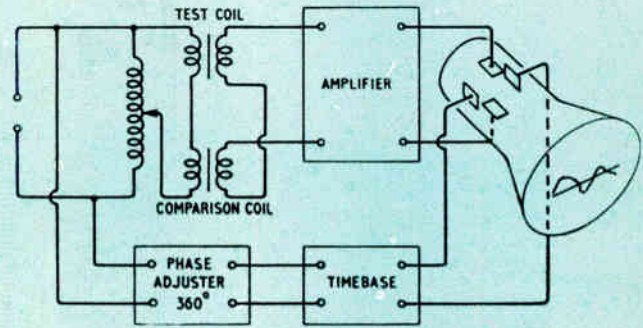 TEST COIL
AMPLIFIER
COMPARISON COIL
PHASE
ADJUSTER
360°
TIMEBASE